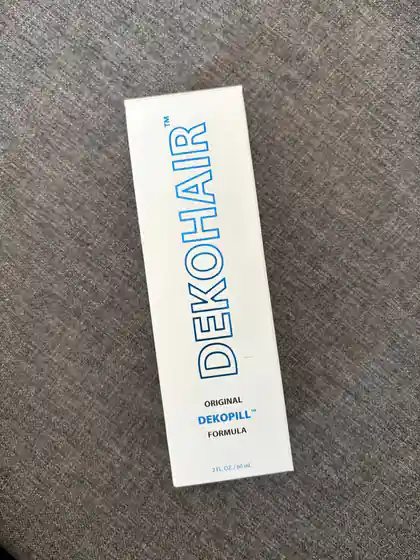 DEKOHAIR™
ORIGINAL
DEKOPILL™
FORMULA
2 FL OZ / 60 mL